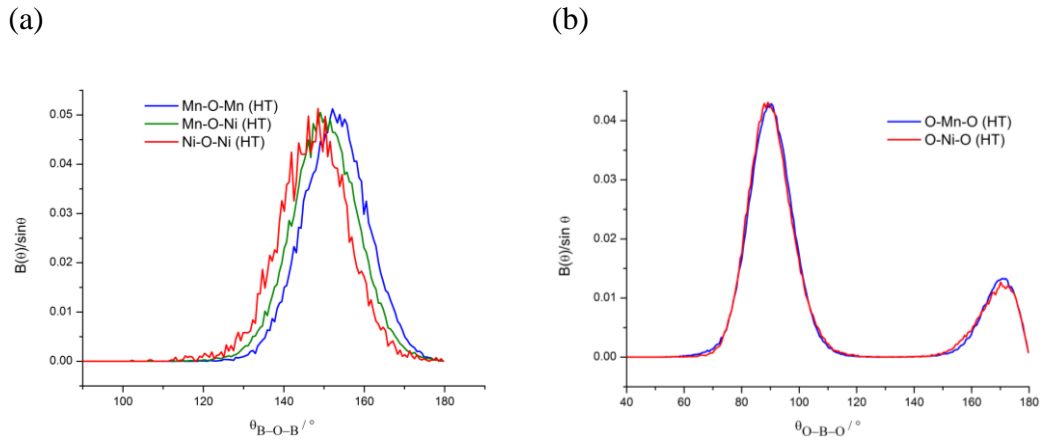 (a)
B(θ)/sinθ
0.05
0.04
0.03
0.02
0.01
0.00
Mn-O-Mn (HT)
Mn-O-Ni (HT)
Ni-O-Ni (HT)
100 120 140 160 180
θB–O–B / °
(b)
B(θ)/sin θ
0.04
0.03
0.02
0.01
0.00
O-Mn-O (HT)
O-Ni-O (HT)
40 60 80 100 120 140 160 180
θO–B–O / °